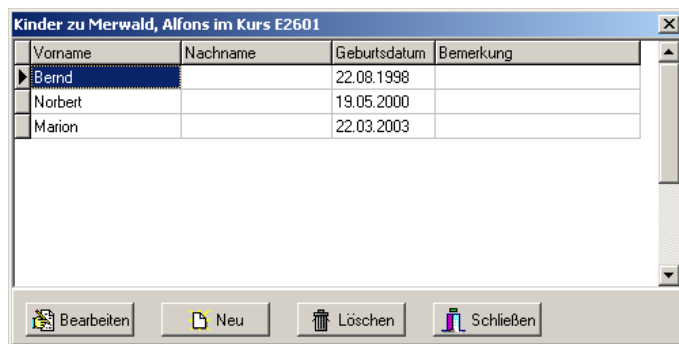 Kinder zu Merwald, Alfons im Kurs E2601
Vorname Nachname Geburtsdatum Bemerkung
Bernd 22.08.1998
Norbert 19.05.2000
Marion 22.03.2003
Bearbeiten Neu Löschen Schließen